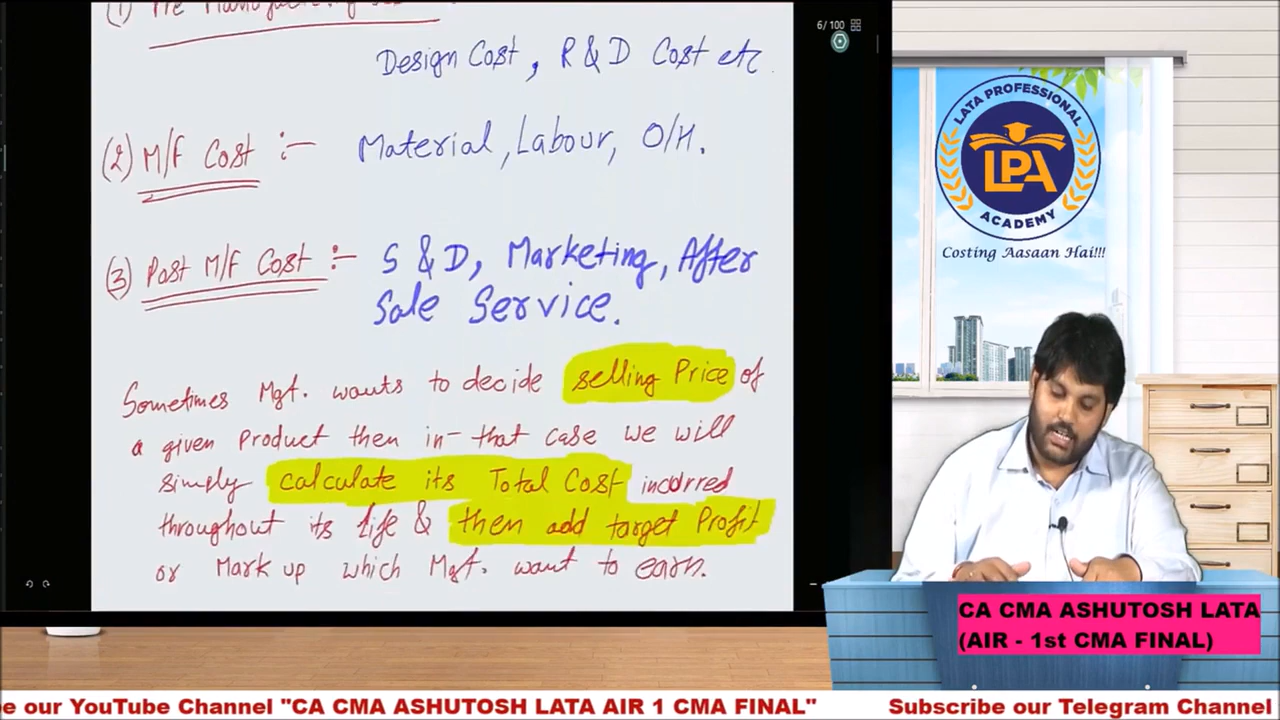 (1)
Design Cost, R & D Cost etc.
(2) M/F Cost :- Material, Labour, O/H.
(3) Post M/F Cost :- S & D, Marketing, After
Sale Service.
Sometimes Mgt. wants to decide selling Price of
a given Product then in that case we will
simply calculate its Total Cost incurred
throughout its life & then add target Profit
or Mark up which Mgt. want to earn.
6/100
LATA PROFESSIONAL
LPA
ACADEMY
Costing Aasaan Hai!!!
CA CMA ASHUTOSH LATA
(AIR - 1st CMA FINAL)
be our YouTube Channel "CA CMA ASHUTOSH LATA AIR 1 CMA FINAL" Subscribe our Telegram Channel